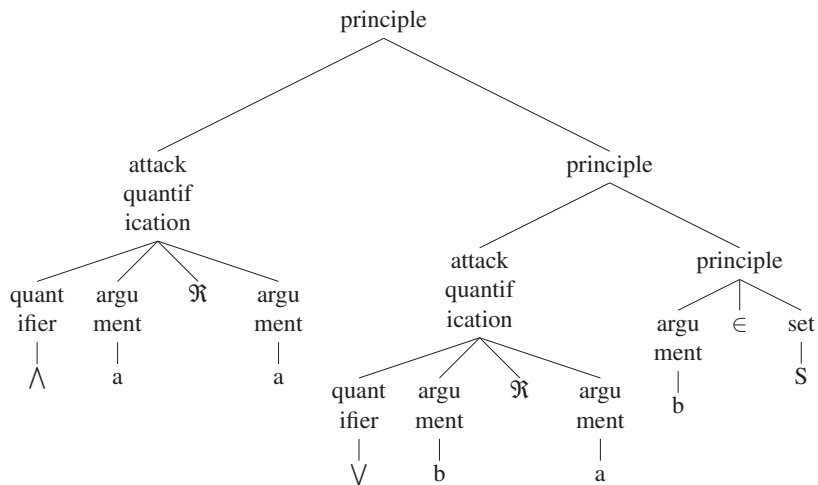 principle
attack
quantif
ication
principle
quant
ifier
⋀
argu
ment
a
ℜ
argu
ment
a
attack
quantif
ication
quant
ifier
⋁
argu
ment
b
ℜ
argu
ment
a
principle
argu
ment
b
∈
set
S